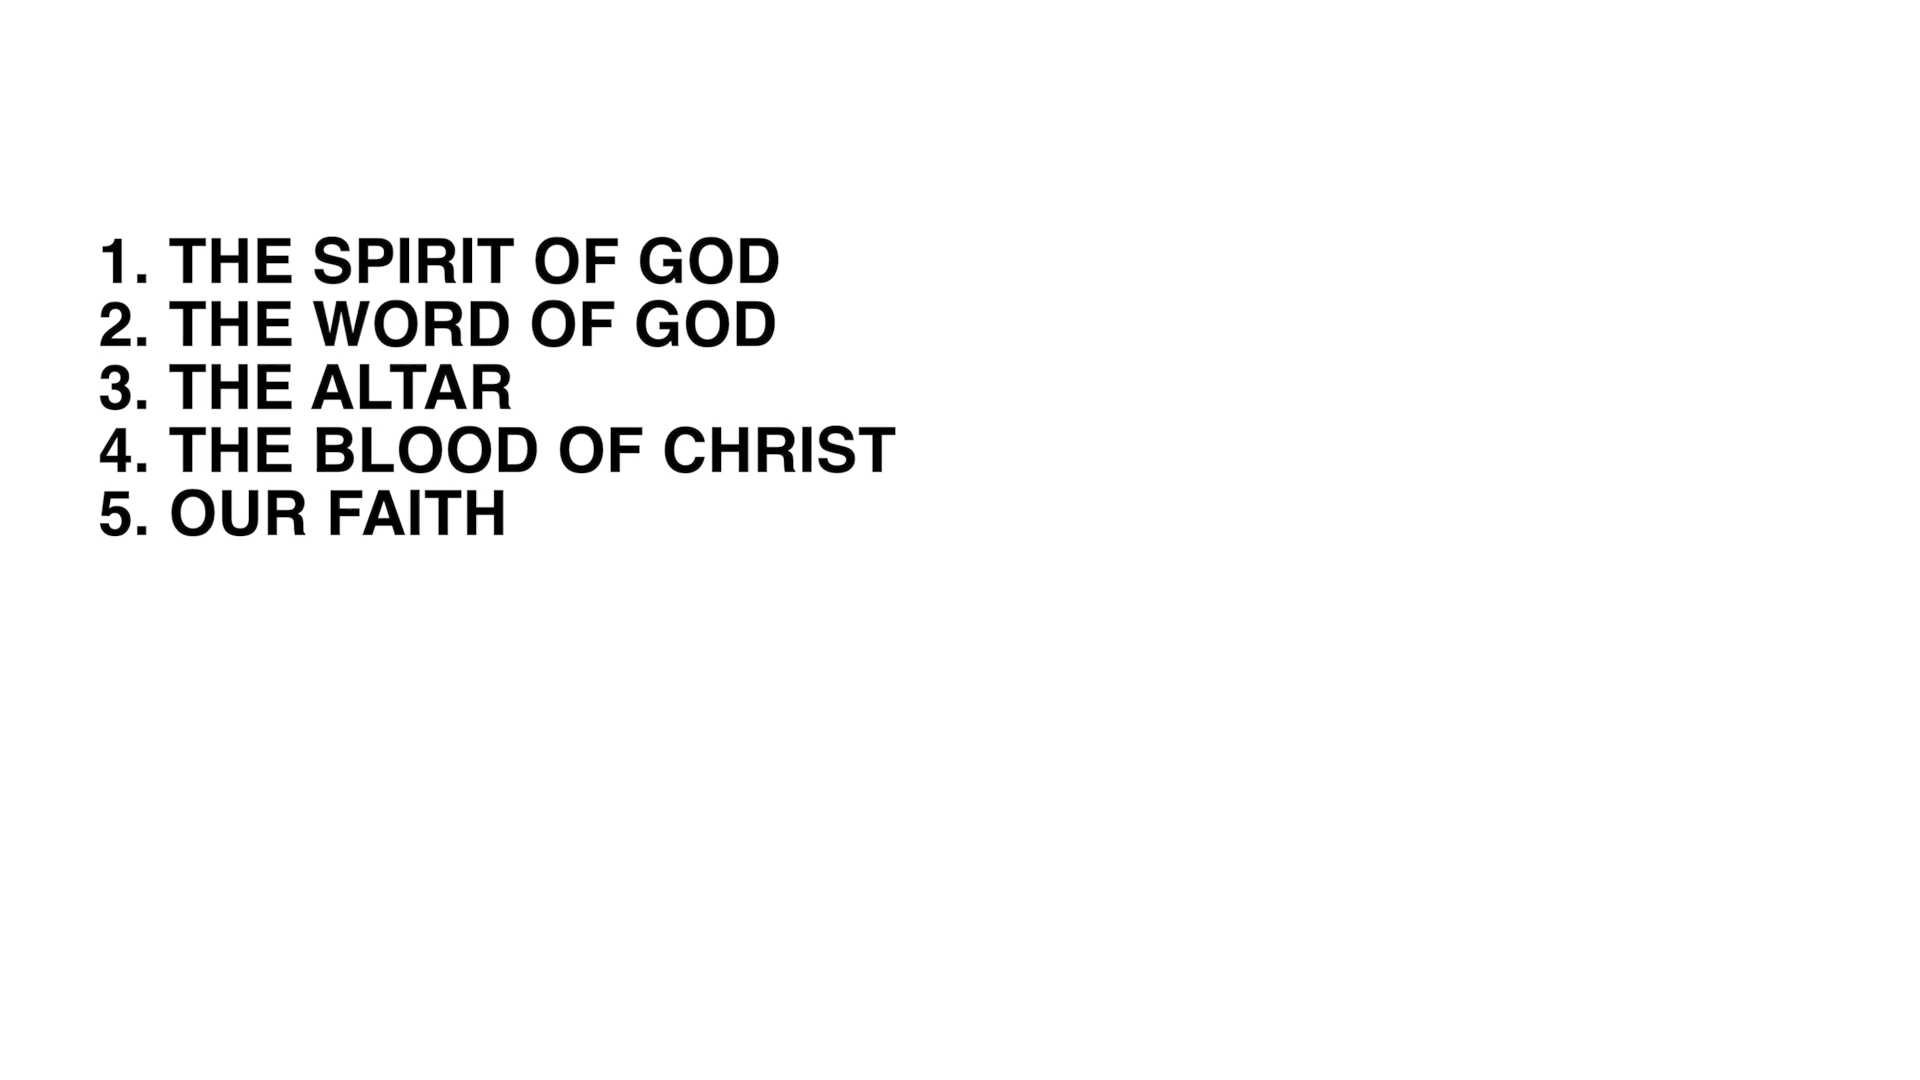 1. THE SPIRIT OF GOD
2. THE WORD OF GOD
3. THE ALTAR
4. THE BLOOD OF CHRIST
5. OUR FAITH